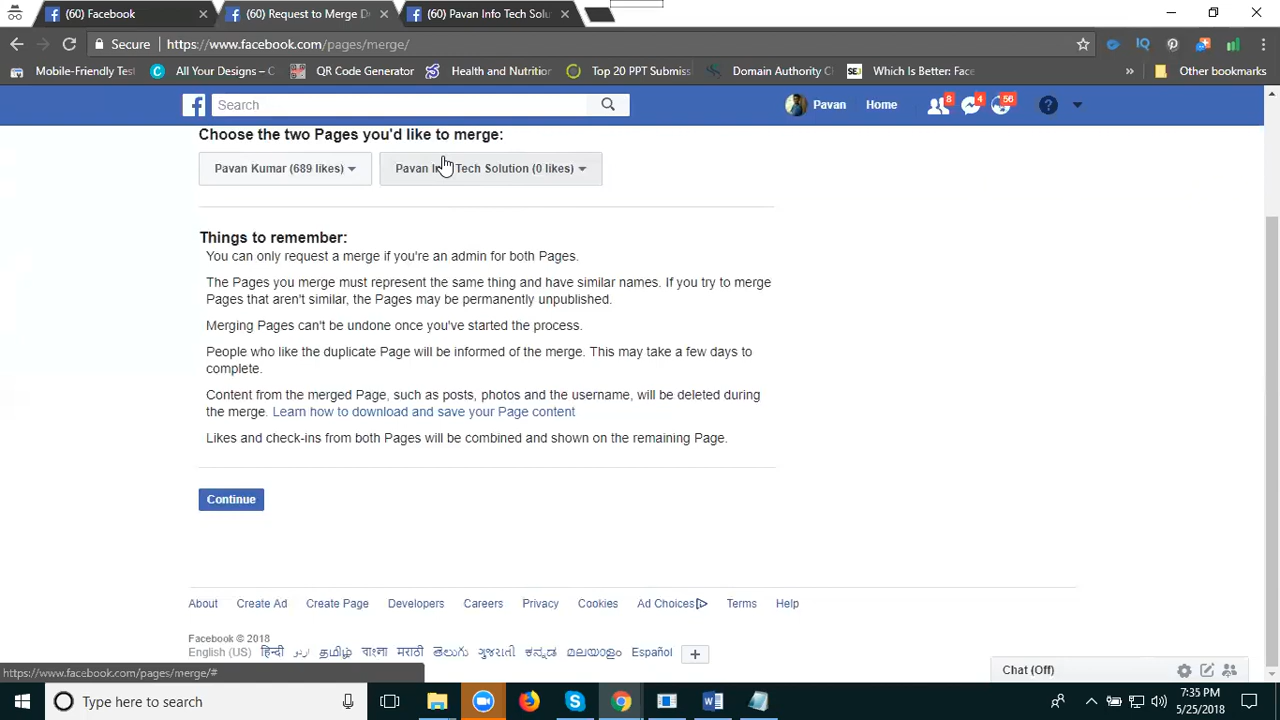 (60) Facebook
(60) Request to Merge D
(60) Pavan Info Tech Solu
Secure | https://www.facebook.com/pages/merge/
Mobile-Friendly Test
All Your Designs – C
QR Code Generator
Health and Nutrition
Top 20 PPT Submiss
Domain Authority C
SEJ
Which Is Better: Face
»
Other bookmarks
Search
Pavan
Home
8
4
56
Choose the two Pages you'd like to merge:
Pavan Kumar (689 likes)
Pavan In Tech Solution (0 likes)
Things to remember:
You can only request a merge if you're an admin for both Pages.
The Pages you merge must represent the same thing and have similar names. If you try to merge
Pages that aren't similar, the Pages may be permanently unpublished.
Merging Pages can't be undone once you've started the process.
People who like the duplicate Page will be informed of the merge. This may take a few days to
complete.
Content from the merged Page, such as posts, photos and the username, will be deleted during
the merge. Learn how to download and save your Page content
Likes and check-ins from both Pages will be combined and shown on the remaining Page.
Continue
About
Create Ad
Create Page
Developers
Careers
Privacy
Cookies
Ad Choices
Terms
Help
Facebook © 2018
English (US) हिन्दी اردو தமிழ் বাংলা मराठी తెలుగు ગુજરાતી ಕನ್ನಡ മലയാളം Español +
https://www.facebook.com/pages/merge/#
Chat (Off)
Type here to search
7:35 PM
5/25/2018